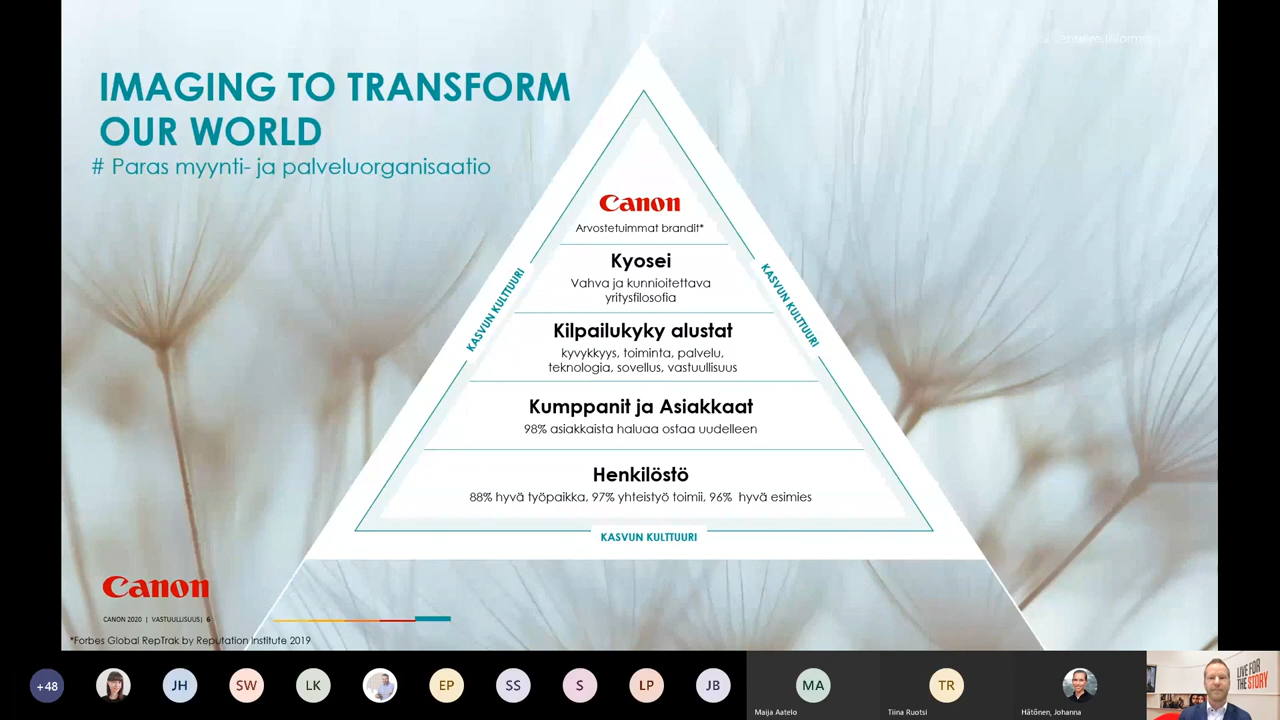 IMAGING TO TRANSFORM
OUR WORLD
# Paras myynti- ja palveluorganisaatio
Canon
Arvostetuimmat brandit*
Kyosei
Vahva ja kunnioitettava
yritysfilosofia
KASVUN KULTTUURI
KASVUN KULTTUURI
Kilpailukyky alustat
kyvykkyys, toiminta, palvelu,
teknologia, sovellus, vastuullisuus
Kumppanit ja Asiakkaat
98% asiakkaista haluaa ostaa uudelleen
Henkilöstö
88% hyvä työpaikka, 97% yhteistyö toimii, 96% hyvä esimies
KASVUN KULTTUURI
Canon
CANON 2020 | VASTUULLISUUS| 6
*Forbes Global RepTrak by Reputation Institute 2019
+48
JH
SW
LK
EP
SS
S
LP
JB
MA
Maija Aatelo
TR
Tiina Ruotsi
Hätönen, Johanna
LIVE FOR
THE STORY